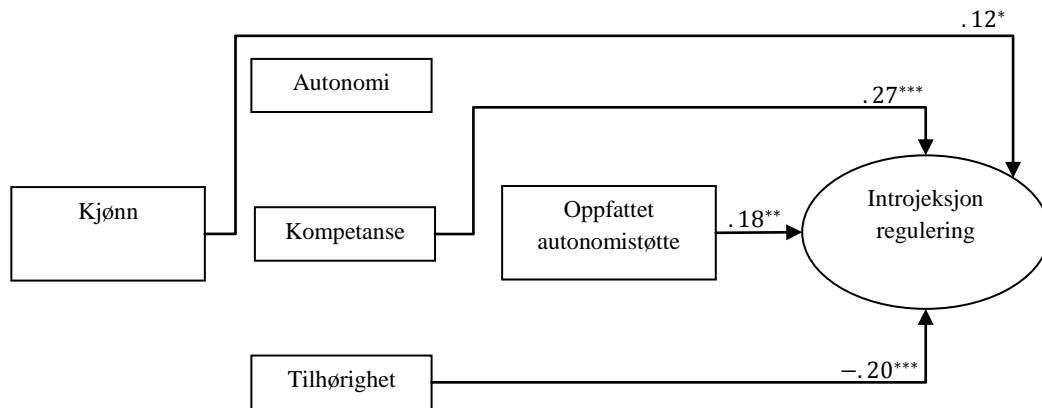 . 12*
Autonomi
. 27***
Kjønn
Kompetanse
Oppfattet
autonomistøtte
. 18**
Introjeksjon
regulering
Tilhørighet
−. 20***